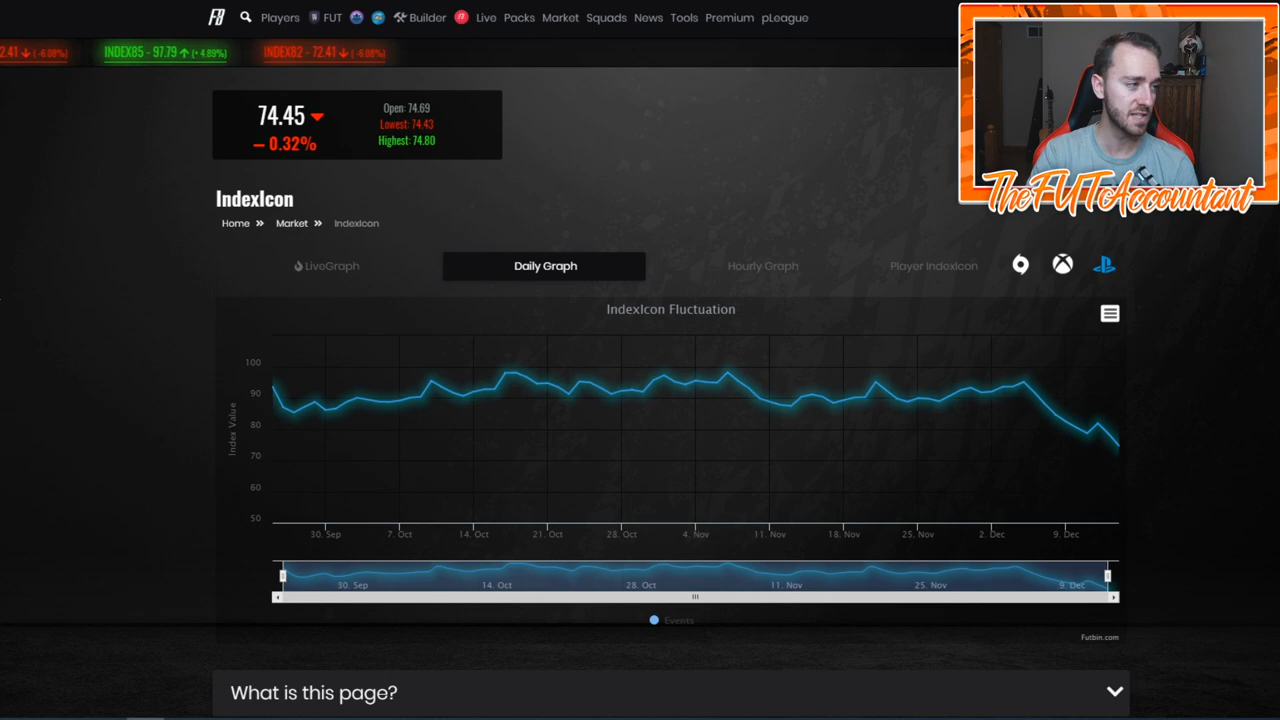 FB Players FUT Builder Live Packs Market Squads News Tools Premium pLeague
2.41 (-6.08%) INDEX85 - 97.79 (+ 4.89%) INDEX82 - 72.41 (-6.08%)
74.45
– 0.32%
Open: 74.69
Lowest: 74.43
Highest: 74.80
TheFUTAccountant
IndexIcon
Home » Market » IndexIcon
LiveGraph Daily Graph Hourly Graph Player IndexIcon
IndexIcon Fluctuation
Index Value
100
90
80
70
60
50
30. Sep 7. Oct 14. Oct 21. Oct 28. Oct 4. Nov 11. Nov 18. Nov 25. Nov 2. Dec 9. Dec
30. Sep 14. Oct 28. Oct 11. Nov 25. Nov 9. Dec
Events
Futbin.com
What is this page?